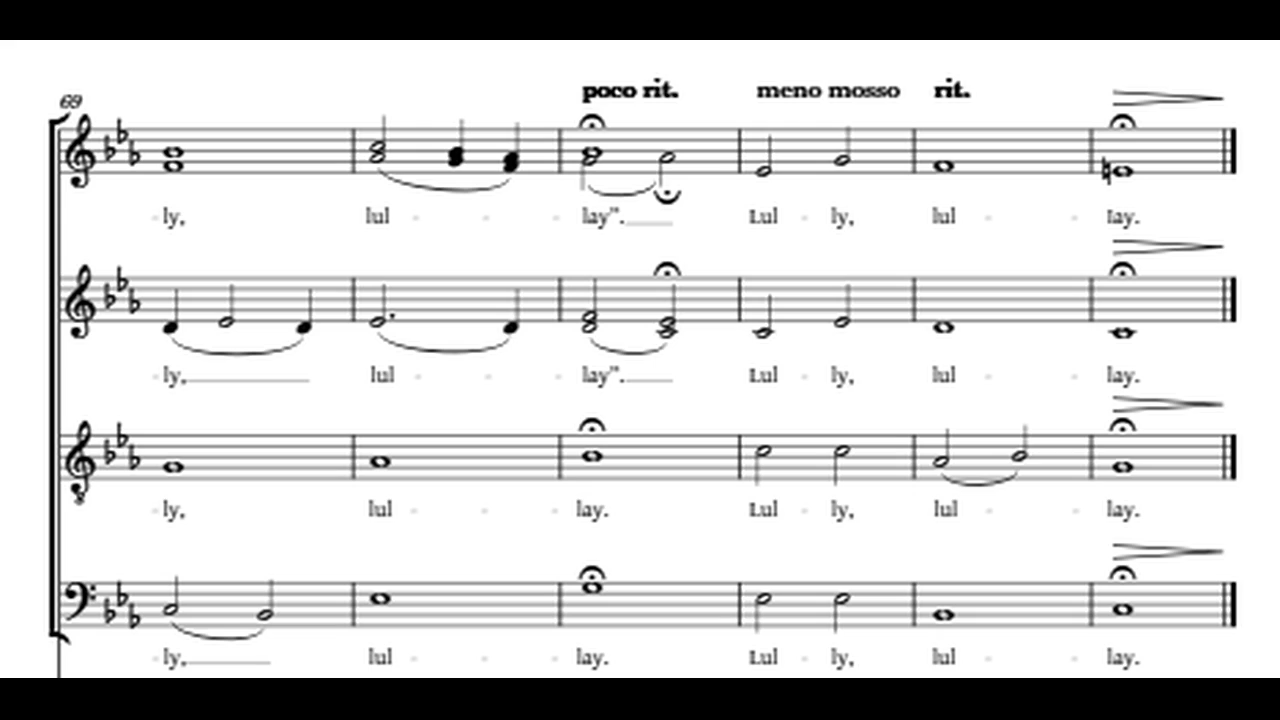 69
poco rit. meno mosso rit.
- ly, lul - - lay". Lul - ly, lul - - lay.
- ly, lul - - - lay". Lul - ly, lul - - lay.
- ly, lul - - - lay. Lul - ly, lul - - lay.
- ly, lul - - - lay. Lul - ly, lul - - lay.